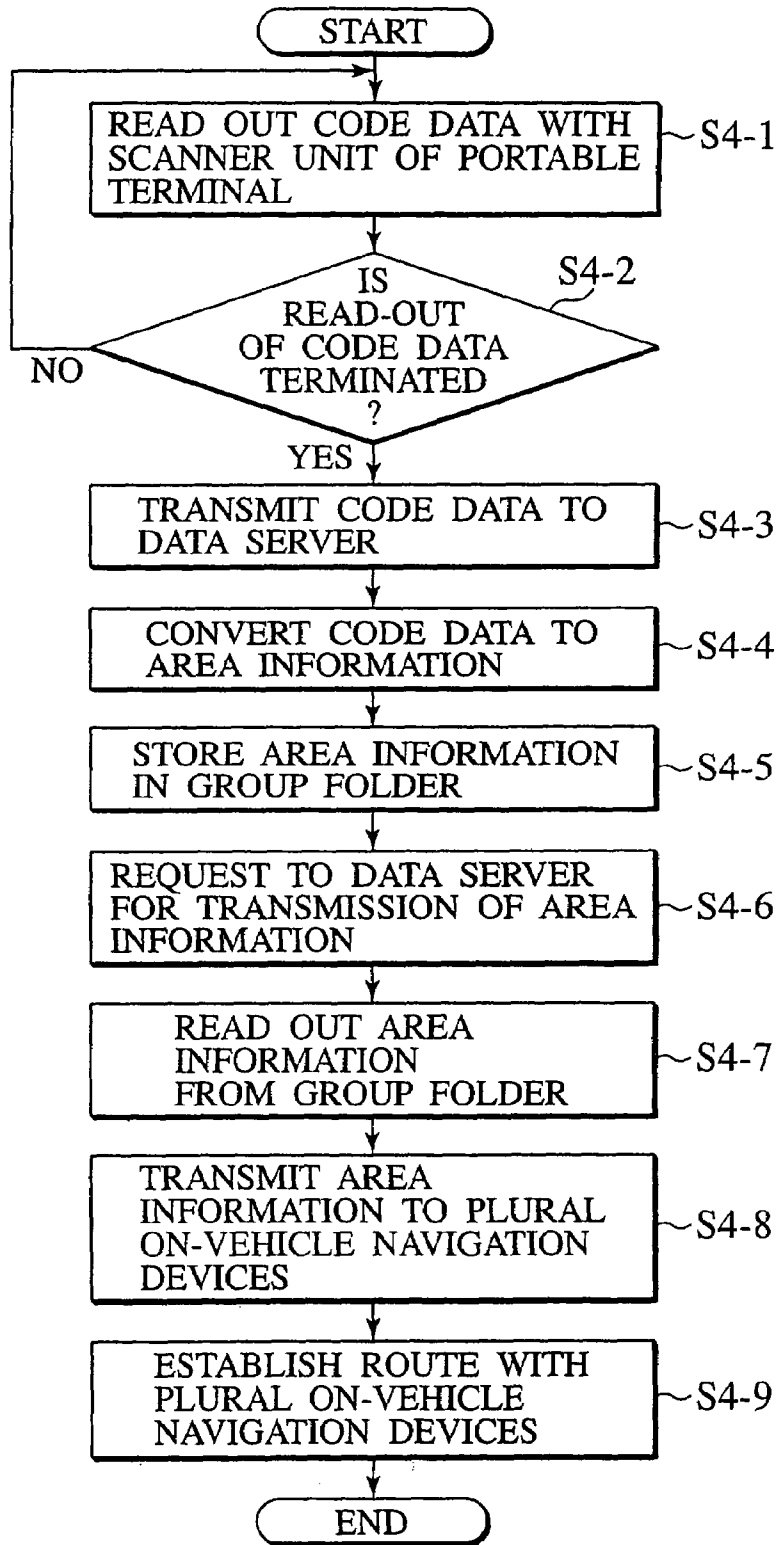 START
READ OUT CODE DATA WITH
SCANNER UNIT OF PORTABLE
TERMINAL
S4-1
IS
READ-OUT
OF CODE DATA
TERMINATED
?
S4-2
NO
YES
TRANSMIT CODE DATA TO
DATA SERVER
S4-3
CONVERT CODE DATA TO
AREA INFORMATION
S4-4
STORE AREA INFORMATION
IN GROUP FOLDER
S4-5
REQUEST TO DATA SERVER
FOR TRANSMISSION OF AREA
INFORMATION
S4-6
READ OUT AREA
INFORMATION
FROM GROUP FOLDER
S4-7
TRANSMIT AREA
INFORMATION TO PLURAL
ON-VEHICLE NAVIGATION
DEVICES
S4-8
ESTABLISH ROUTE WITH
PLURAL ON-VEHICLE
NAVIGATION DEVICES
S4-9
END